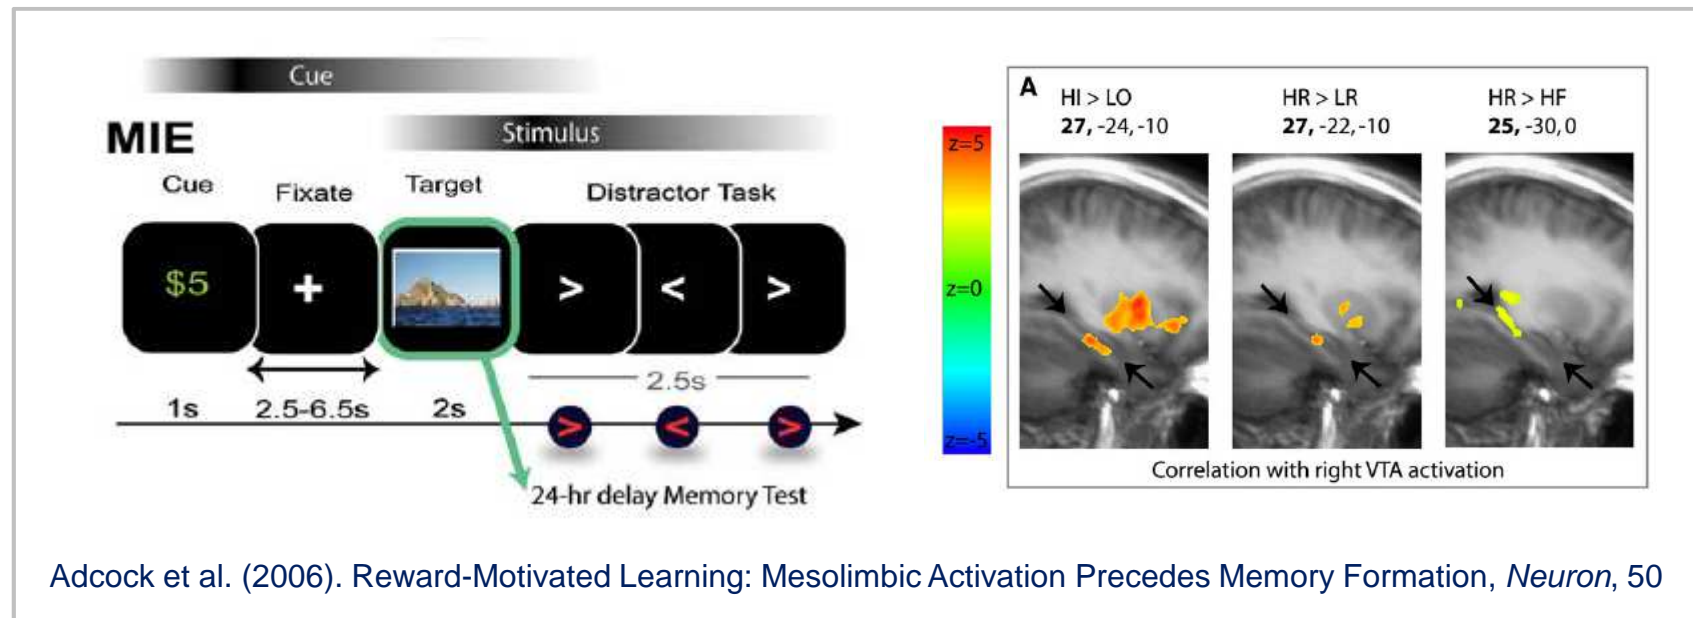 Cue
MIE
Stimulus
Cue
Fixate
Target
Distractor Task
$5
+
>
<
>
2.5s
1s
2.5-6.5s
2s
>
<
>
24-hr delay Memory Test
z=5
z=0
z=-5
A
HI > LO
27, -24,-10
HR > LR
27, -22,-10
HR > HF
25, -30,0
Correlation with right VTA activation
Adcock et al. (2006). Reward-Motivated Learning: Mesolimbic Activation Precedes Memory Formation, Neuron, 50